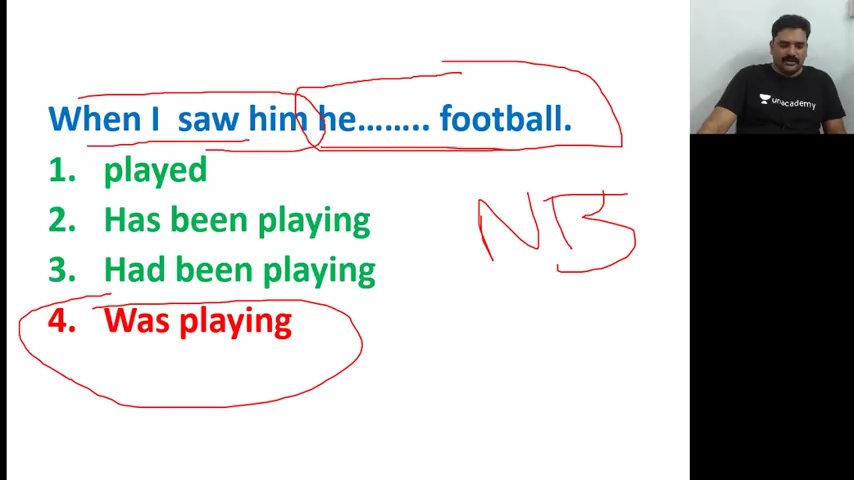 When I saw him he........ football.
1. played
2. Has been playing
3. Had been playing
4. Was playing
NB
unacademy